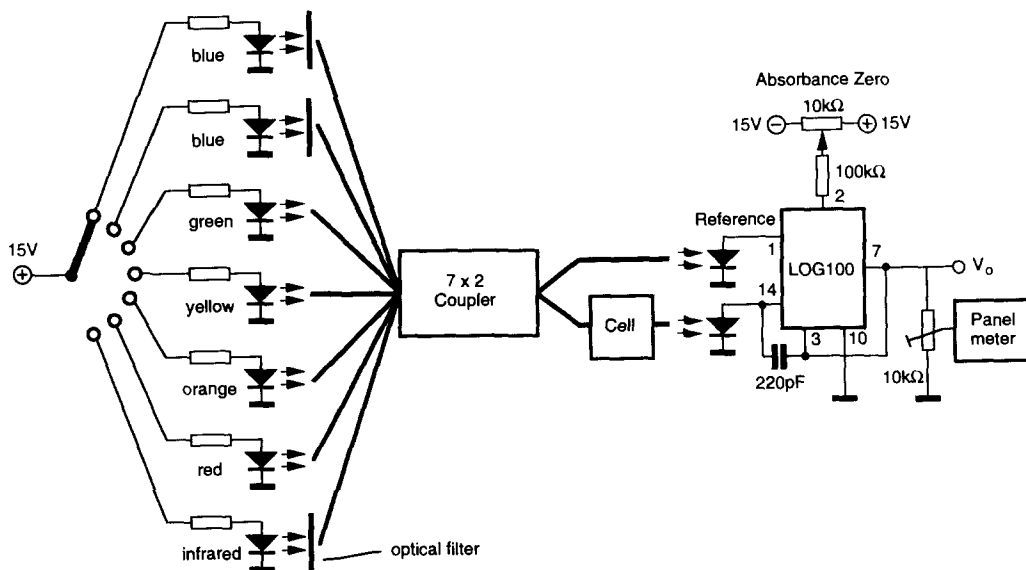 blue
blue
green
15V
yellow
orange
red
infrared
optical filter
7 x 2
Coupler
Cell
Absorbance Zero
10kΩ
15V − + 15V
100kΩ
2
Reference
1
LOG100
7
Vo
14
3
10
220pF
10kΩ
Panel
meter